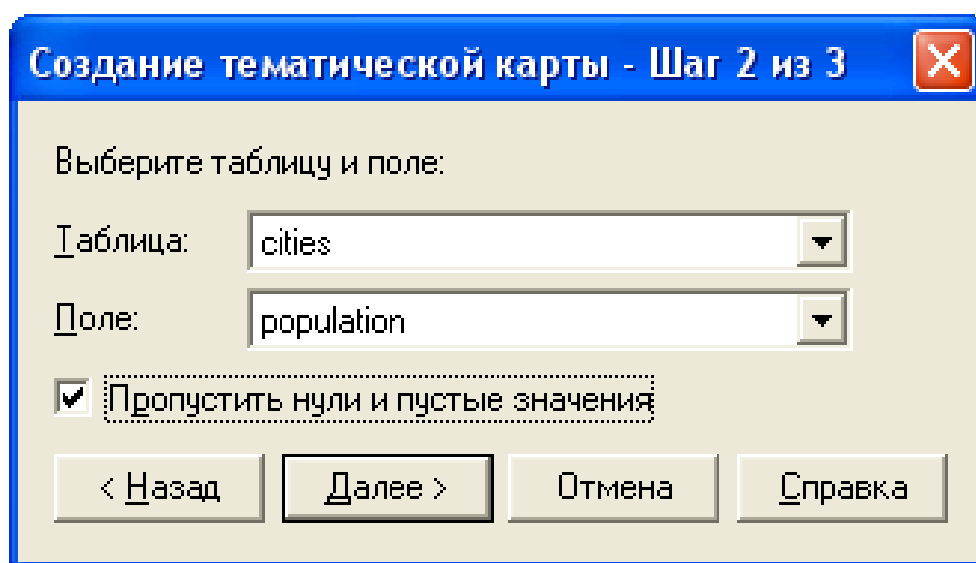 Создание тематической карты - Шаг 2 из 3
Выберите таблицу и поле:
Таблица: cities
Поле: population
Пропустить нули и пустые значения
< Назад Далее > Отмена Справка